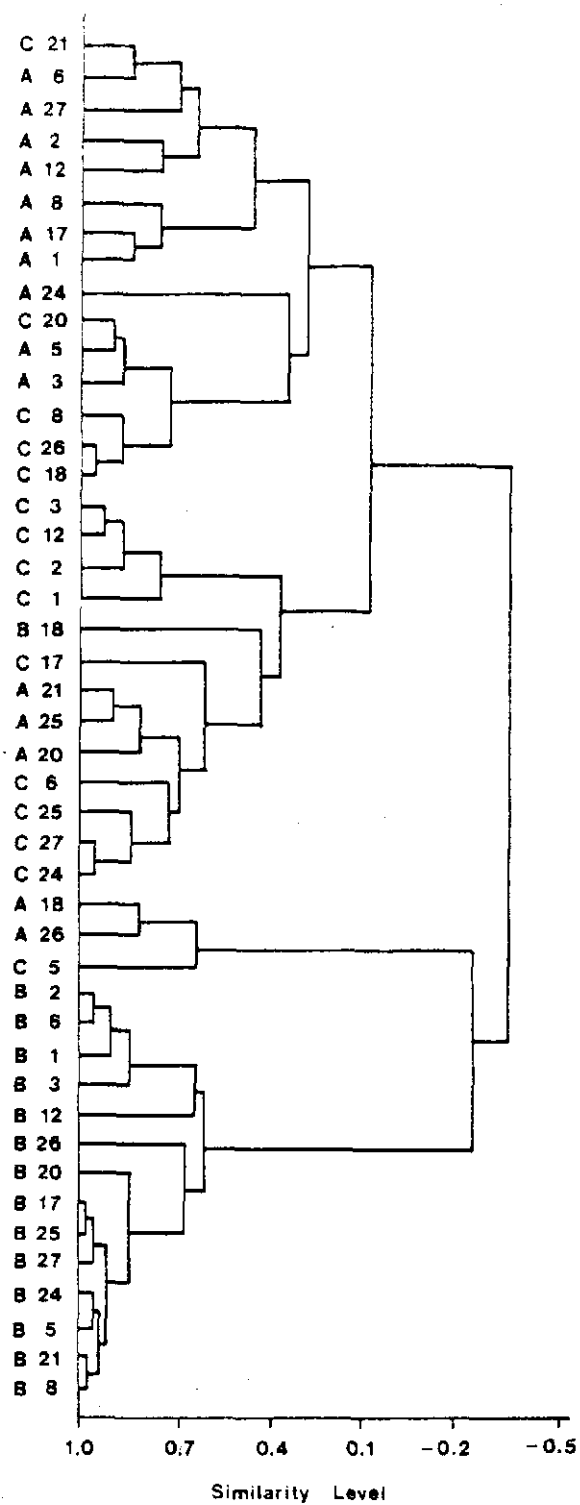 C 21
A 6
A 27
A 2
A 12
A 8
A 17
A 1
A 24
C 20
A 5
A 3
C 8
C 26
C 18
C 3
C 12
C 2
C 1
B 18
C 17
A 21
A 25
A 20
C 6
C 25
C 27
C 24
A 18
A 26
C 5
B 2
B 6
B 1
B 3
B 12
B 26
B 20
B 17
B 25
B 27
B 24
B 5
B 21
B 8
1.0 0.7 0.4 0.1 -0.2 -0.5
Similarity Level